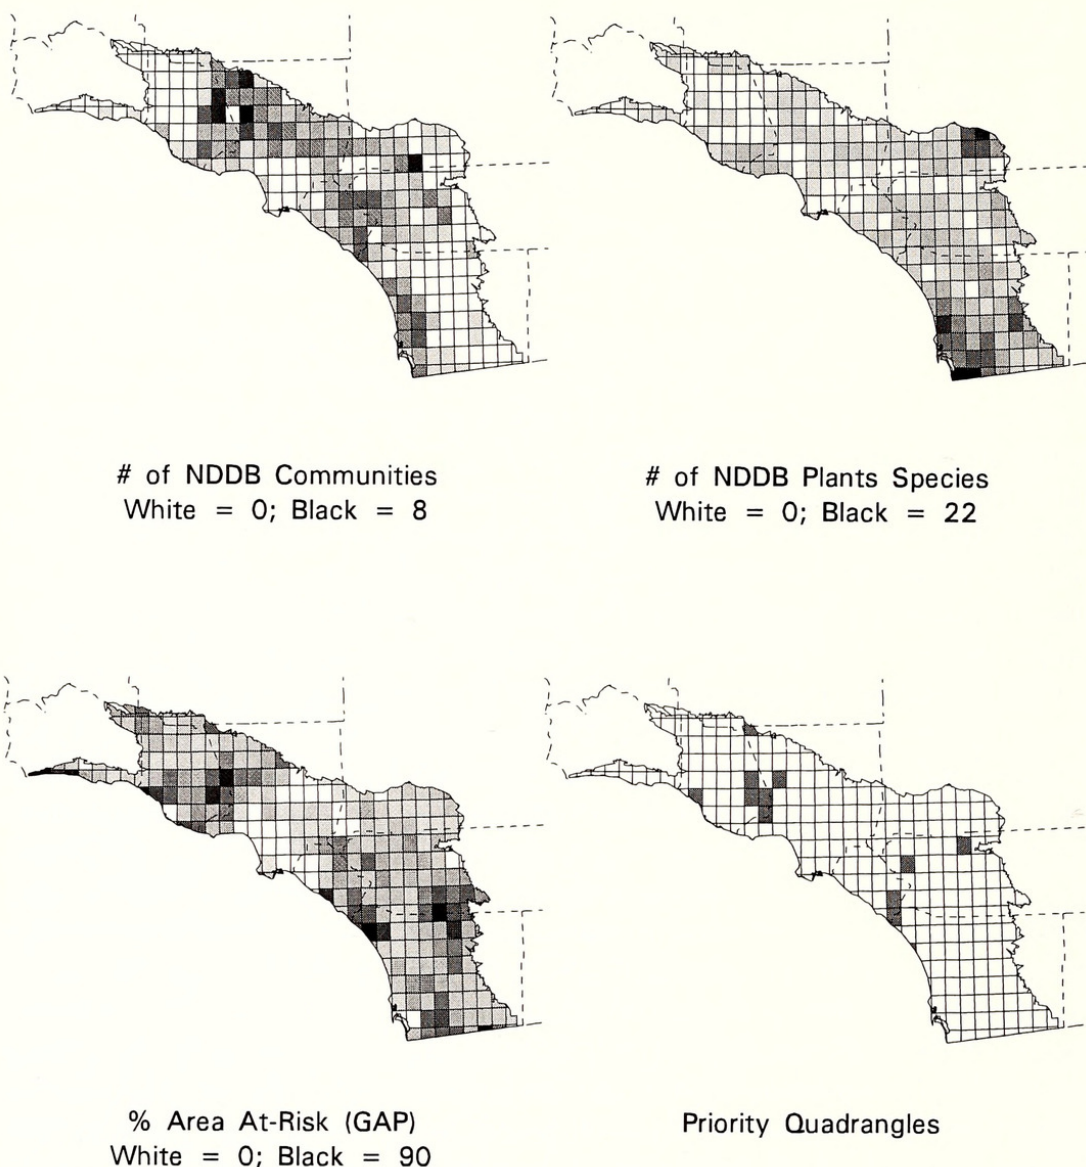 # of NDDB Communities
White = 0; Black = 8
# of NDDB Plants Species
White = 0; Black = 22
% Area At-Risk (GAP)
White = 0; Black = 90
Priority Quadrangles